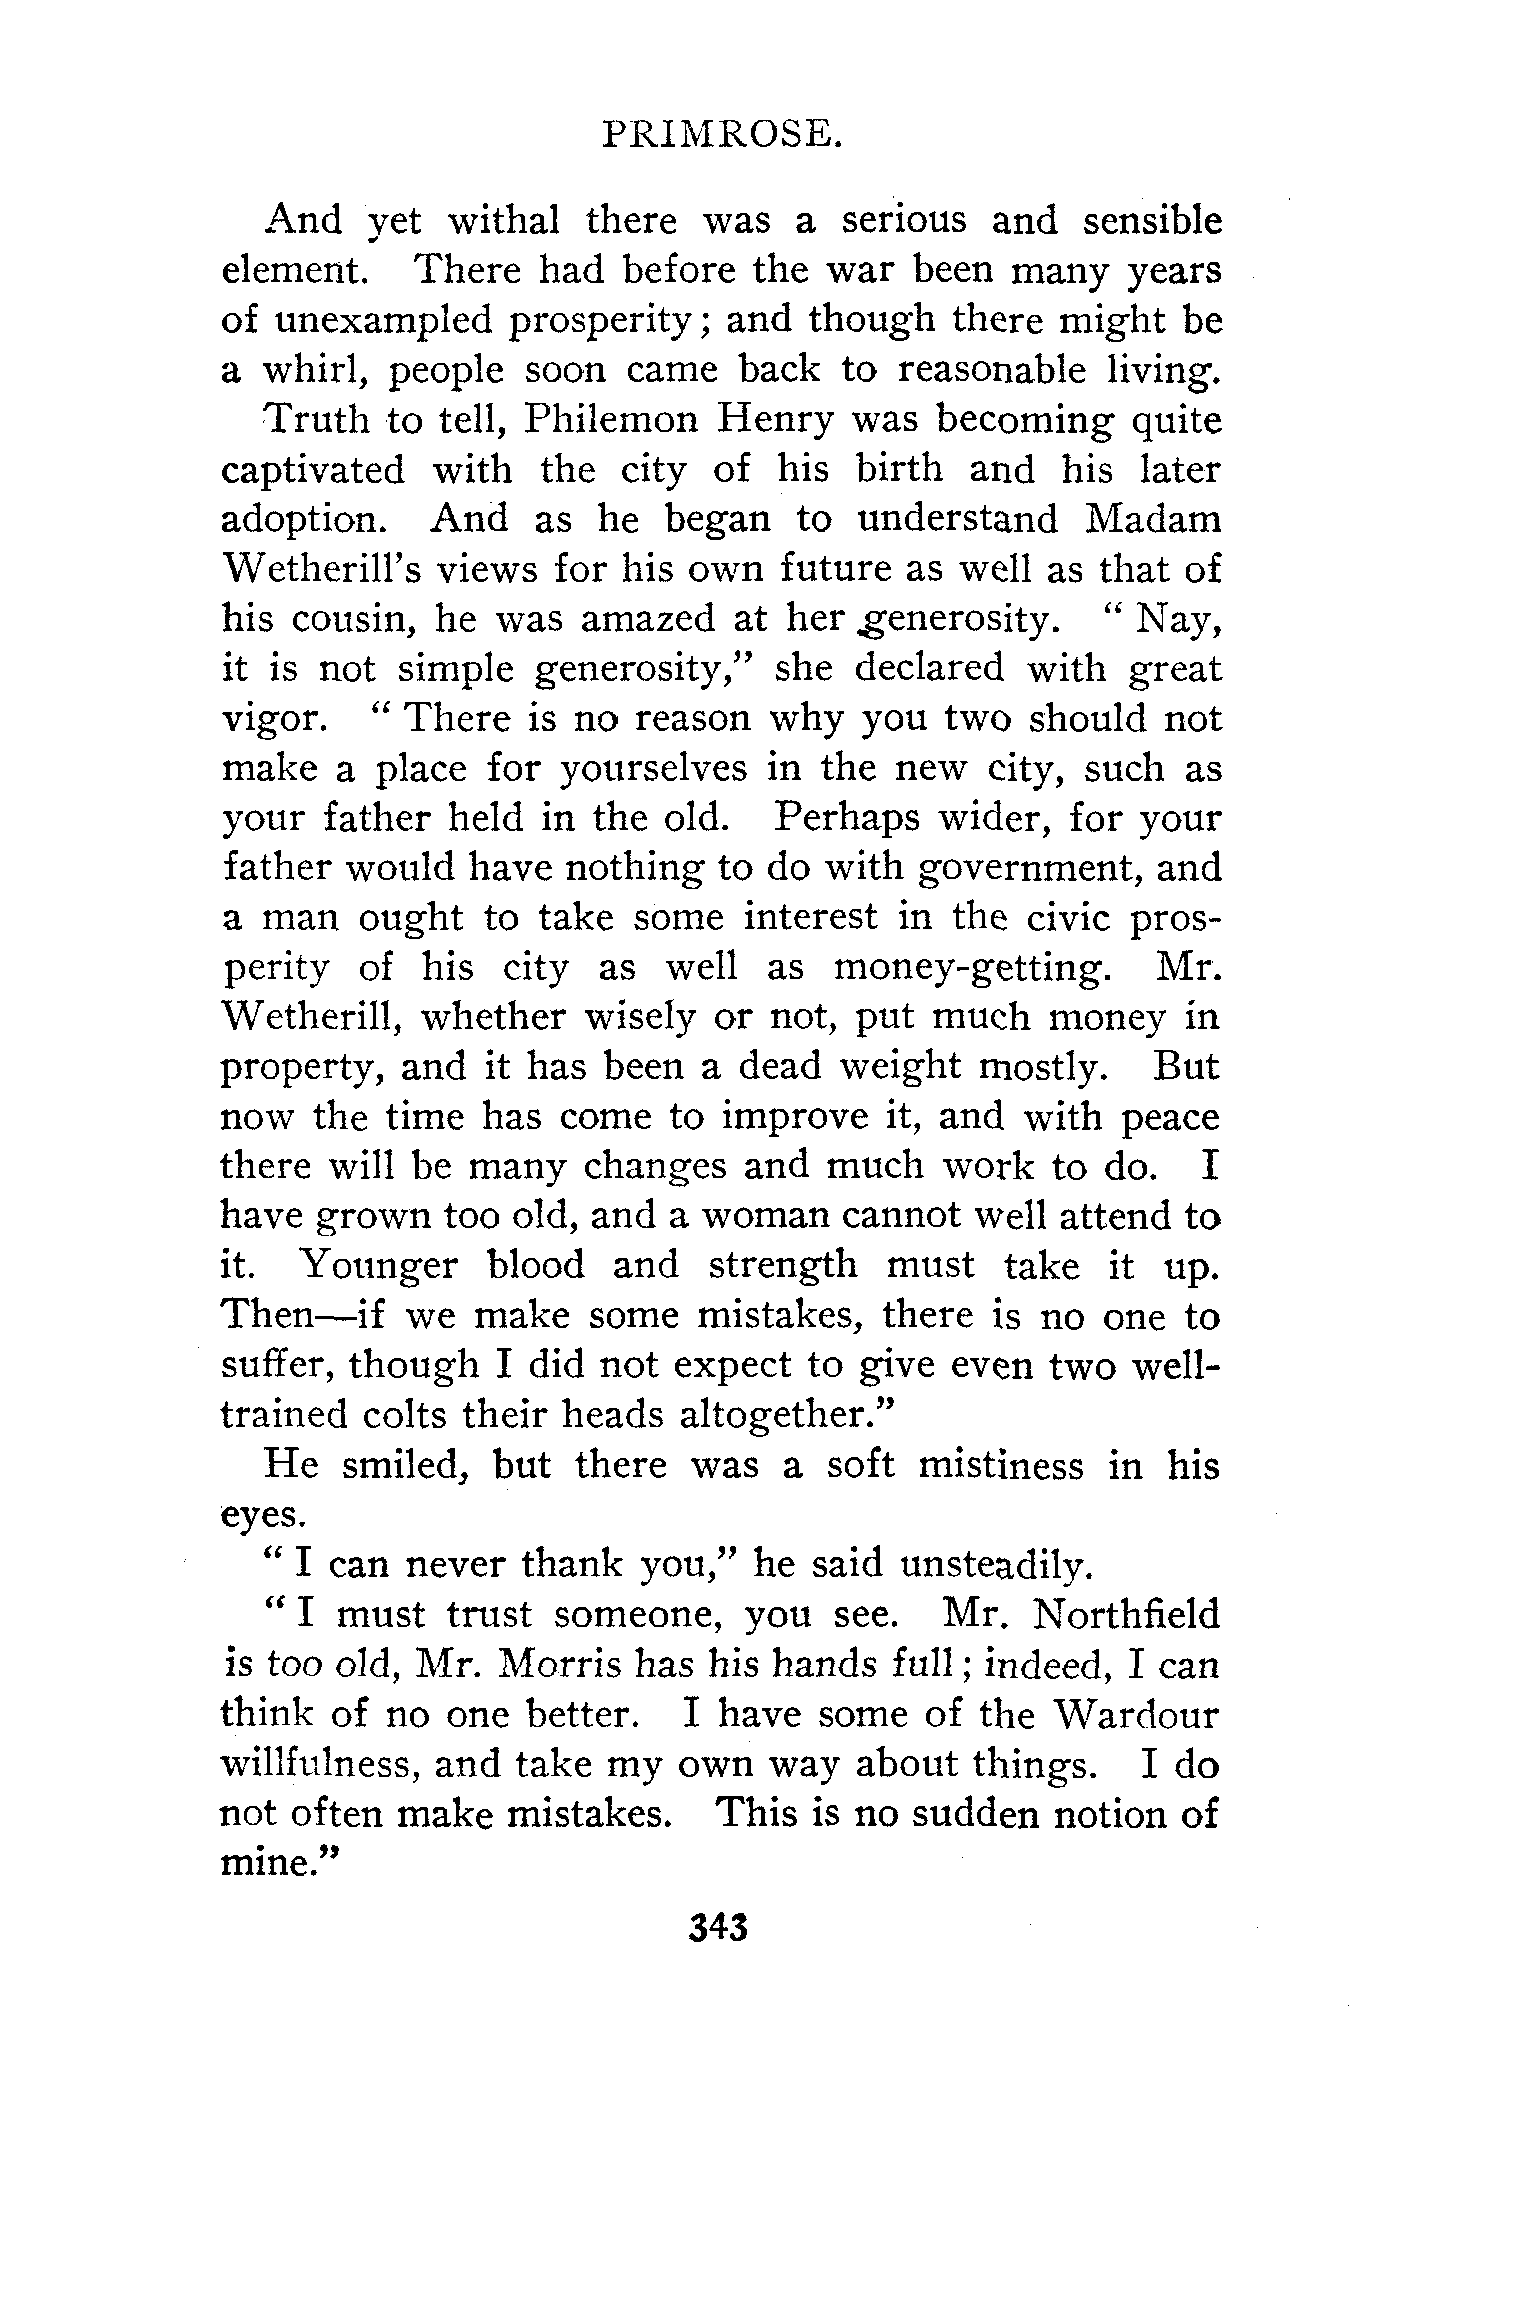 PRIMROSE.
And yet withal there was a serious and sensible
element. There had before the war been many years
of unexampled prosperity; and though there might be
a whirl, people soon came back to reasonable living.
Truth to tell, Philemon Henry was becoming quite
captivated with the city of his birth and his later
adoption. And as he began to understand Madam
Wetherill's views for his own future as well as that of
his cousin, he was amazed at her generosity. "Nay,
it is not simple generosity," she declared with great
vigor. "There is no reason why you two should not
make a place for yourselves in the new city, such as
your father held in the old. Perhaps wider, for your
father would have nothing to do with government, and
a man ought to take some interest in the civic pros-
perity of his city as well as money-getting. Mr.
Wetherill, whether wisely or not, put much money in
property, and it has been a dead weight mostly. But
now the time has come to improve it, and with peace
there will be many changes and much work to do. I
have grown too old, and a woman cannot well attend to
it. Younger blood and strength must take it up.
Then—if we make some mistakes, there is no one to
suffer, though I did not expect to give even two well-
trained colts their heads altogether."
He smiled, but there was a soft mistiness in his
eyes.
"I can never thank you," he said unsteadily.
"I must trust someone, you see. Mr. Northfield
is too old, Mr. Morris has his hands full; indeed, I can
think of no one better. I have some of the Wardour
willfulness, and take my own way about things. I do
not often make mistakes. This is no sudden notion of
mine."
343